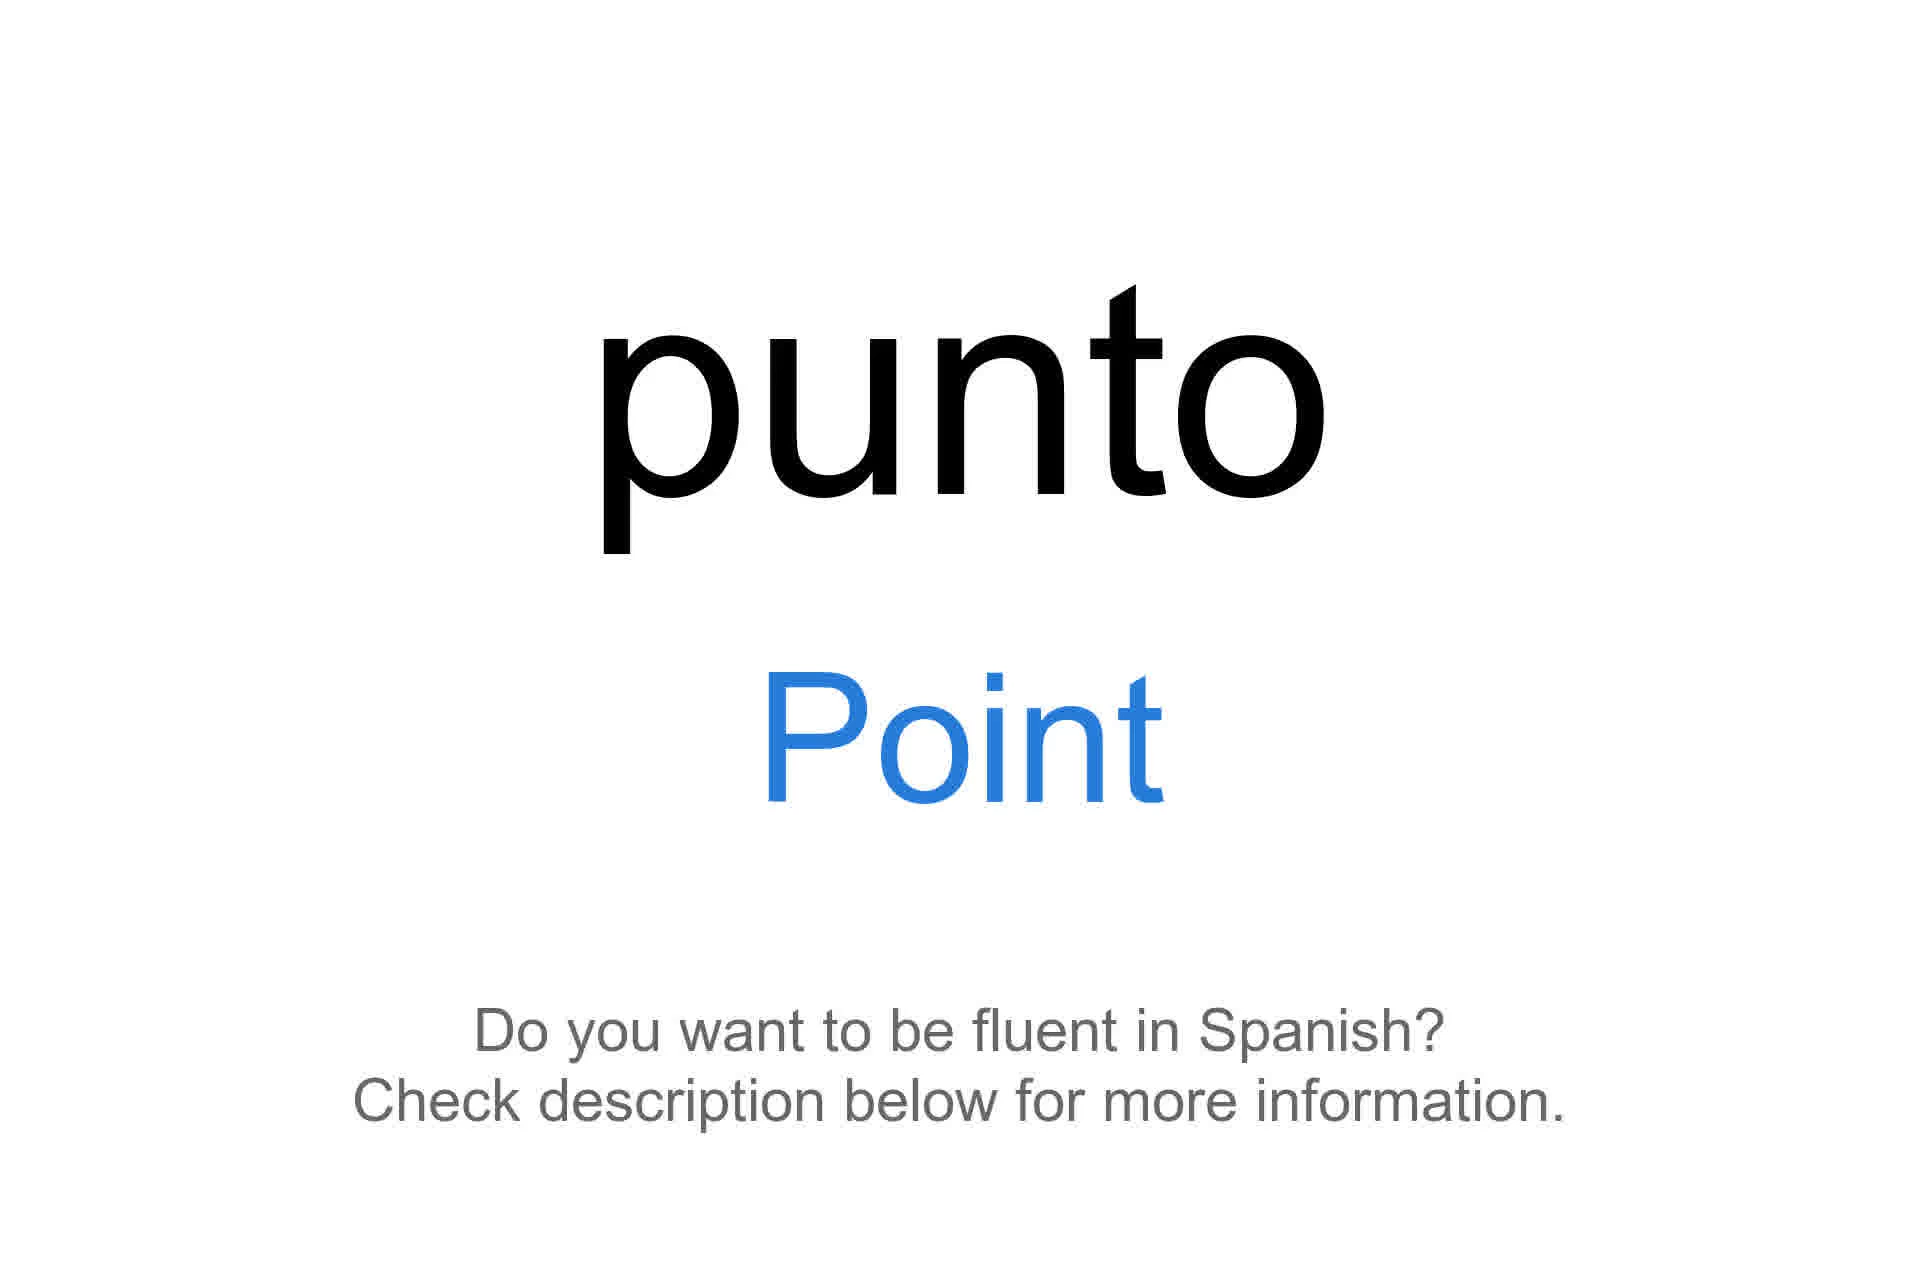 punto
Point
Do you want to be fluent in Spanish?
Check description below for more information.